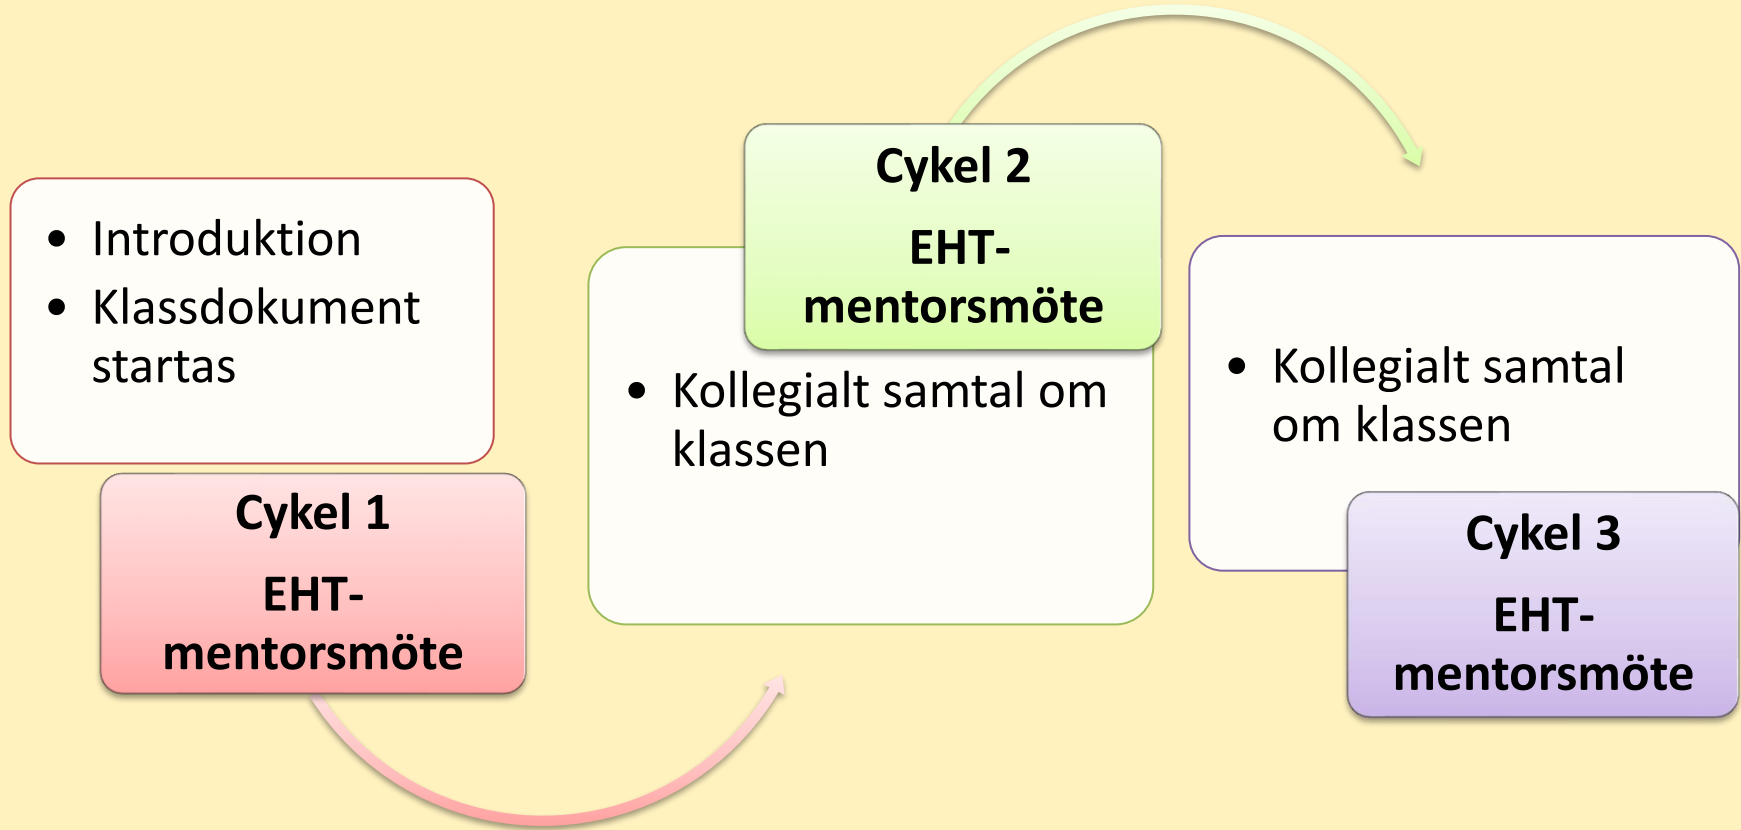 • Introduktion
• Klassdokument
startas
Cykel 1
EHT-
mentorsmöte
Cykel 2
EHT-
mentorsmöte
• Kollegialt samtal om
klassen
• Kollegialt samtal
om klassen
Cykel 3
EHT-
mentorsmöte